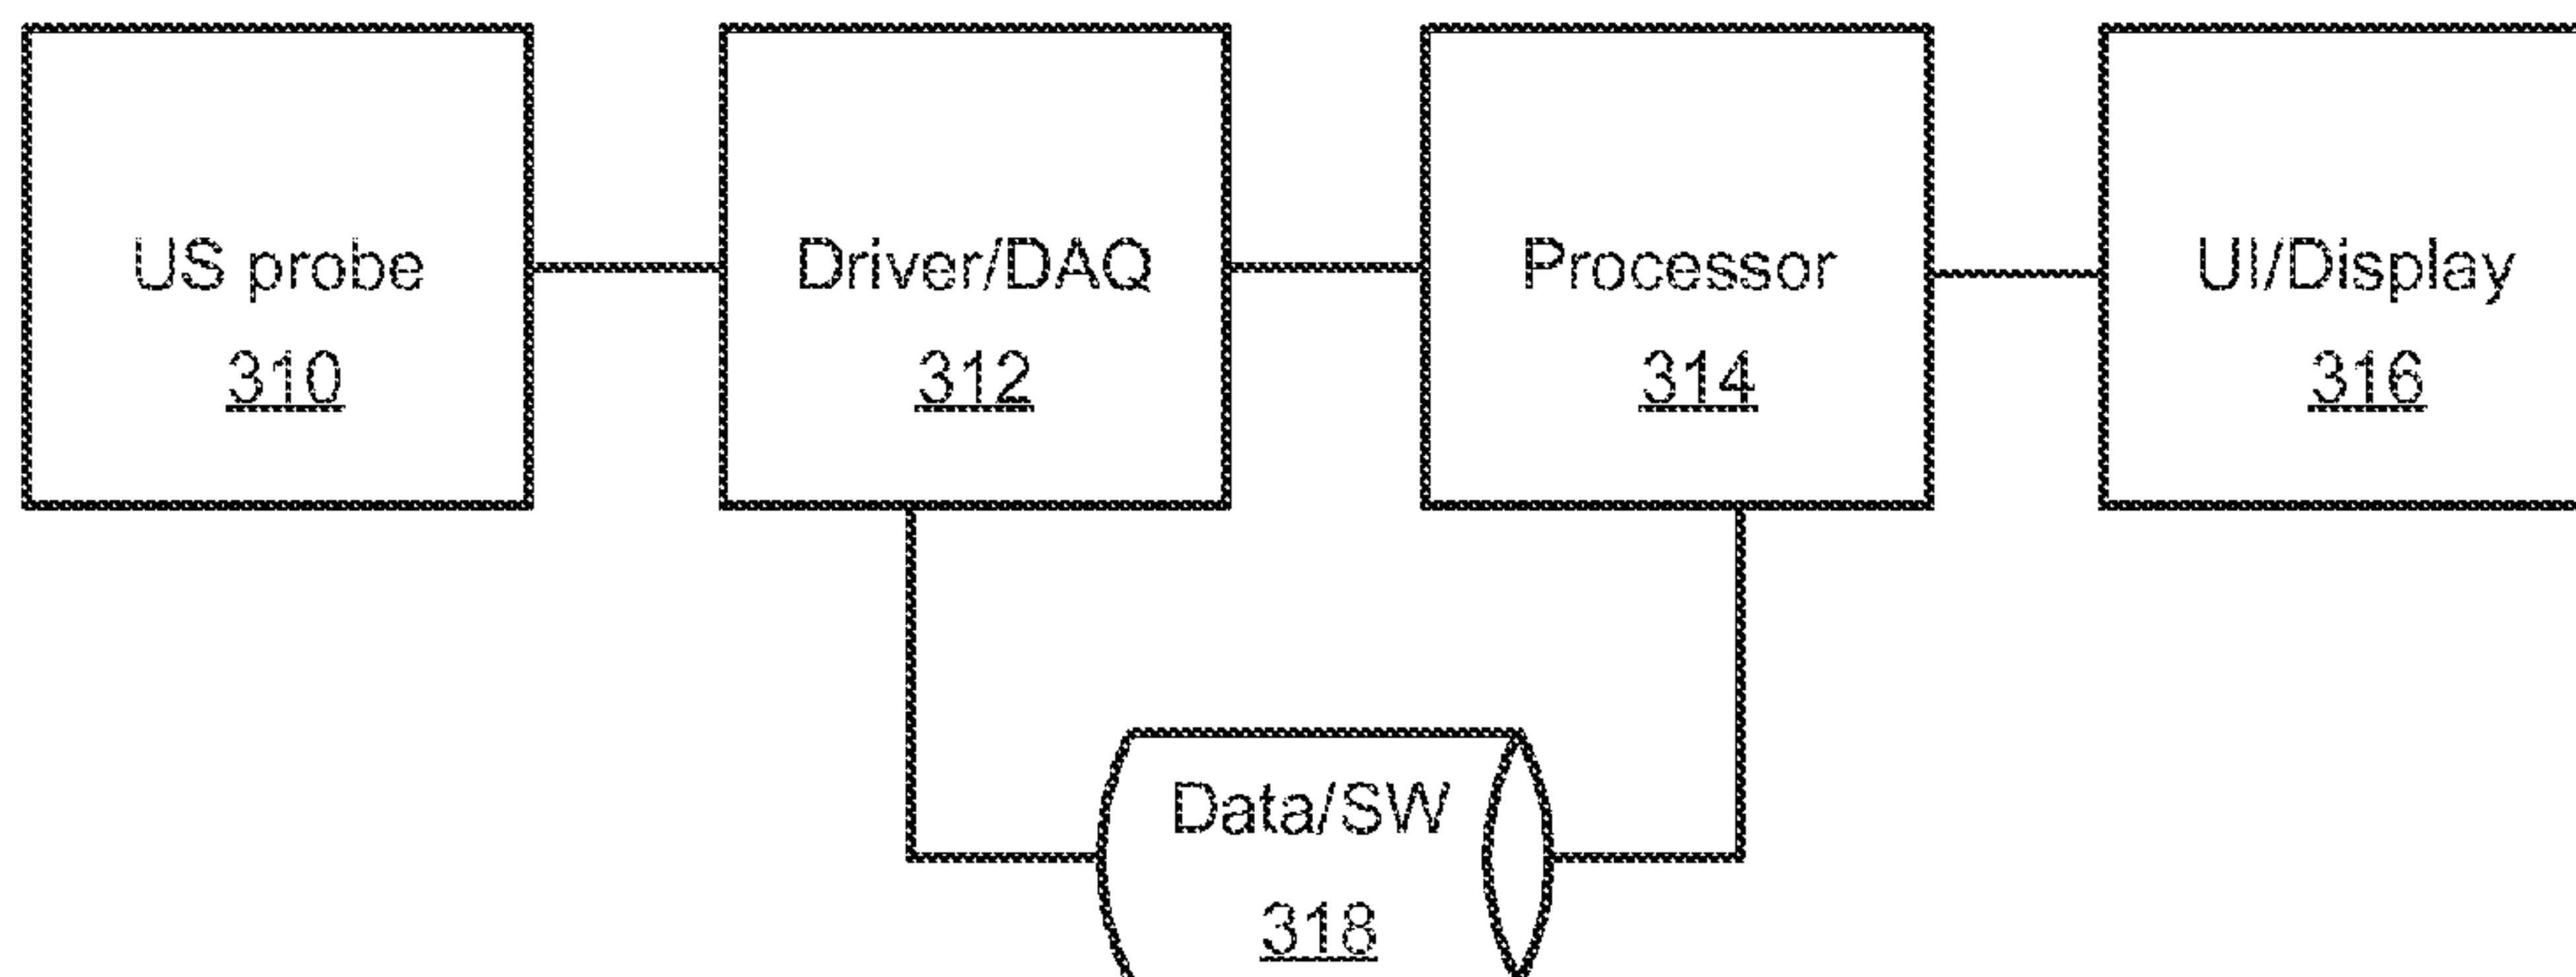 US probe
310
Driver/DAQ
312
Processor
314
UI/Display
316
Data/SW
318